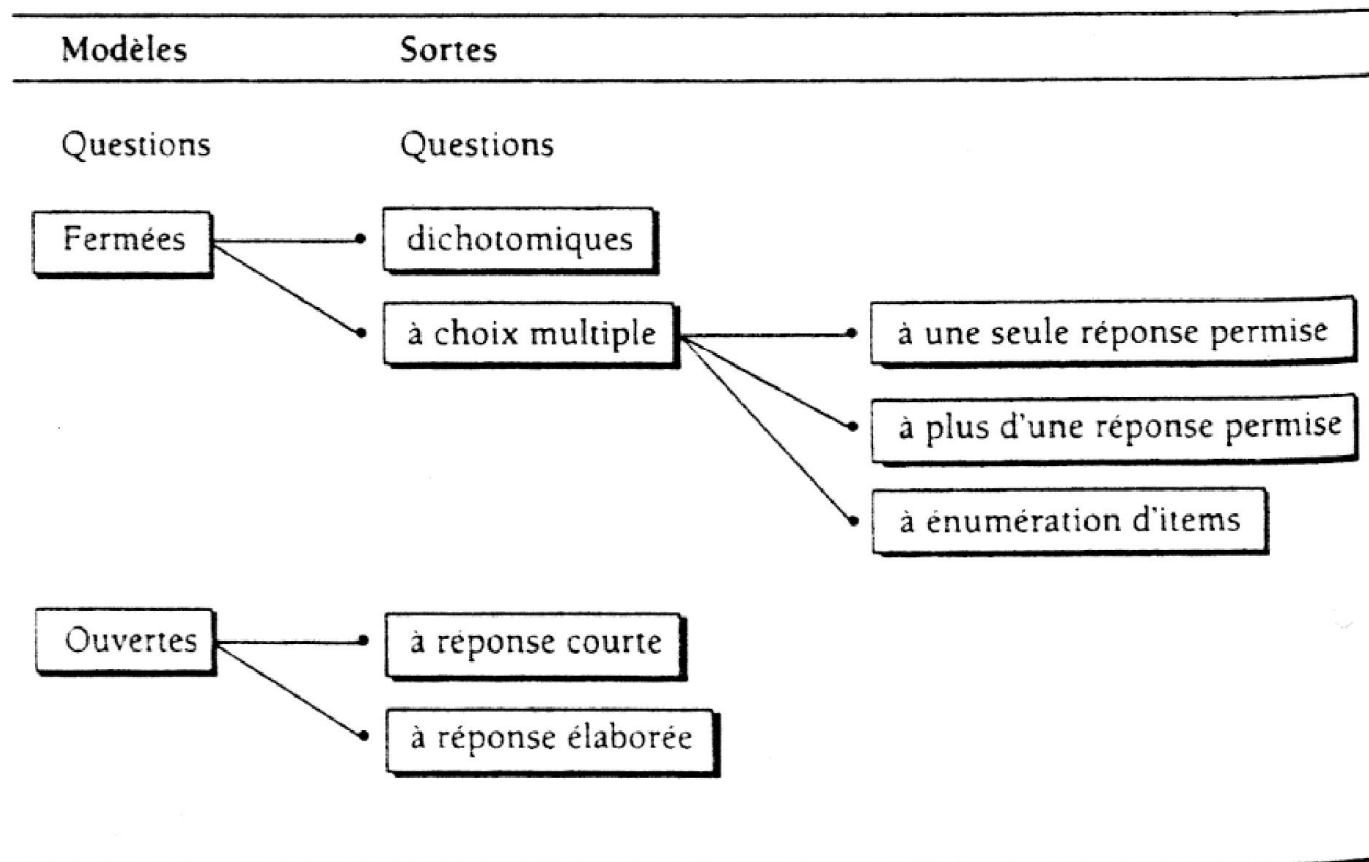 Modèles Sortes
Questions Questions
Fermées dichotomiques
à choix multiple à une seule réponse permise
à plus d'une réponse permise
à énumération d'items
Ouvertes à réponse courte
à réponse élaborée